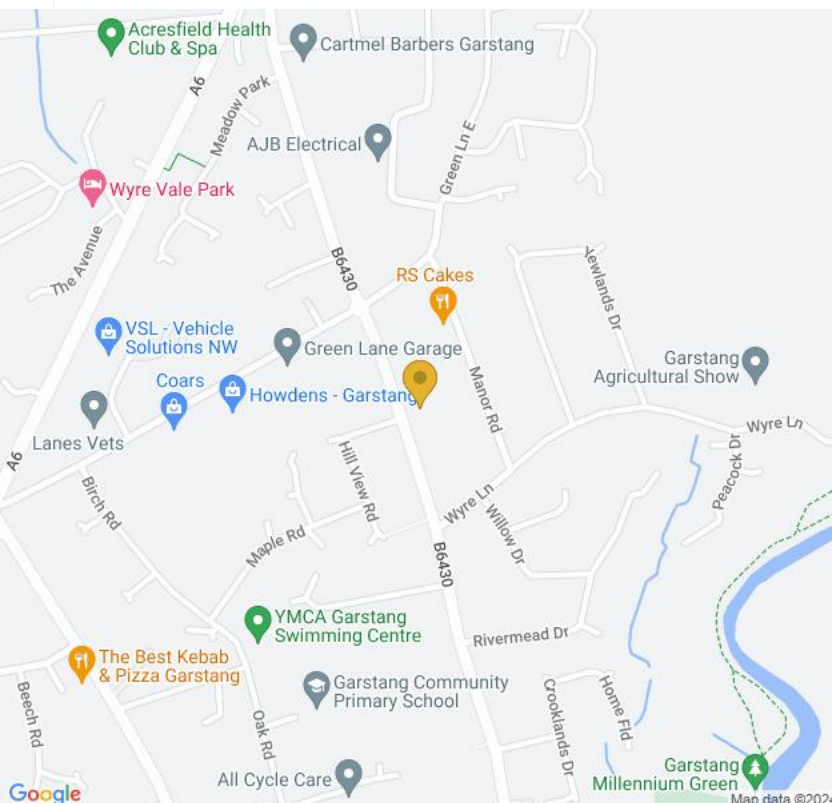 Acresfield Health
Club & Spa
Cartmel Barbers Garstang
A6
Meadow Park
AJB Electrical
Green Ln E
Wyre Vale Park
The Avenue
B6430
RS Cakes
Yewlands Dr
VSL - Vehicle
Solutions NW
Green Lane Garage
Garstang
Agricultural Show
Coars
Howdens - Garstang
Manor Rd
Lanes Vets
Wyre Ln
A6
Hill View Rd
Peacock Dr
Birch Rd
Wyre Ln
Willow Dr
Maple Rd
B6430
YMCA Garstang
Swimming Centre
Rivermead Dr
The Best Kebab
& Pizza Garstang
Garstang Community
Primary School
Beech Rd
Oak Rd
Crooklands Dr
Home Fld
All Cycle Care
Garstang
Millennium Green
Google
Map data ©2024